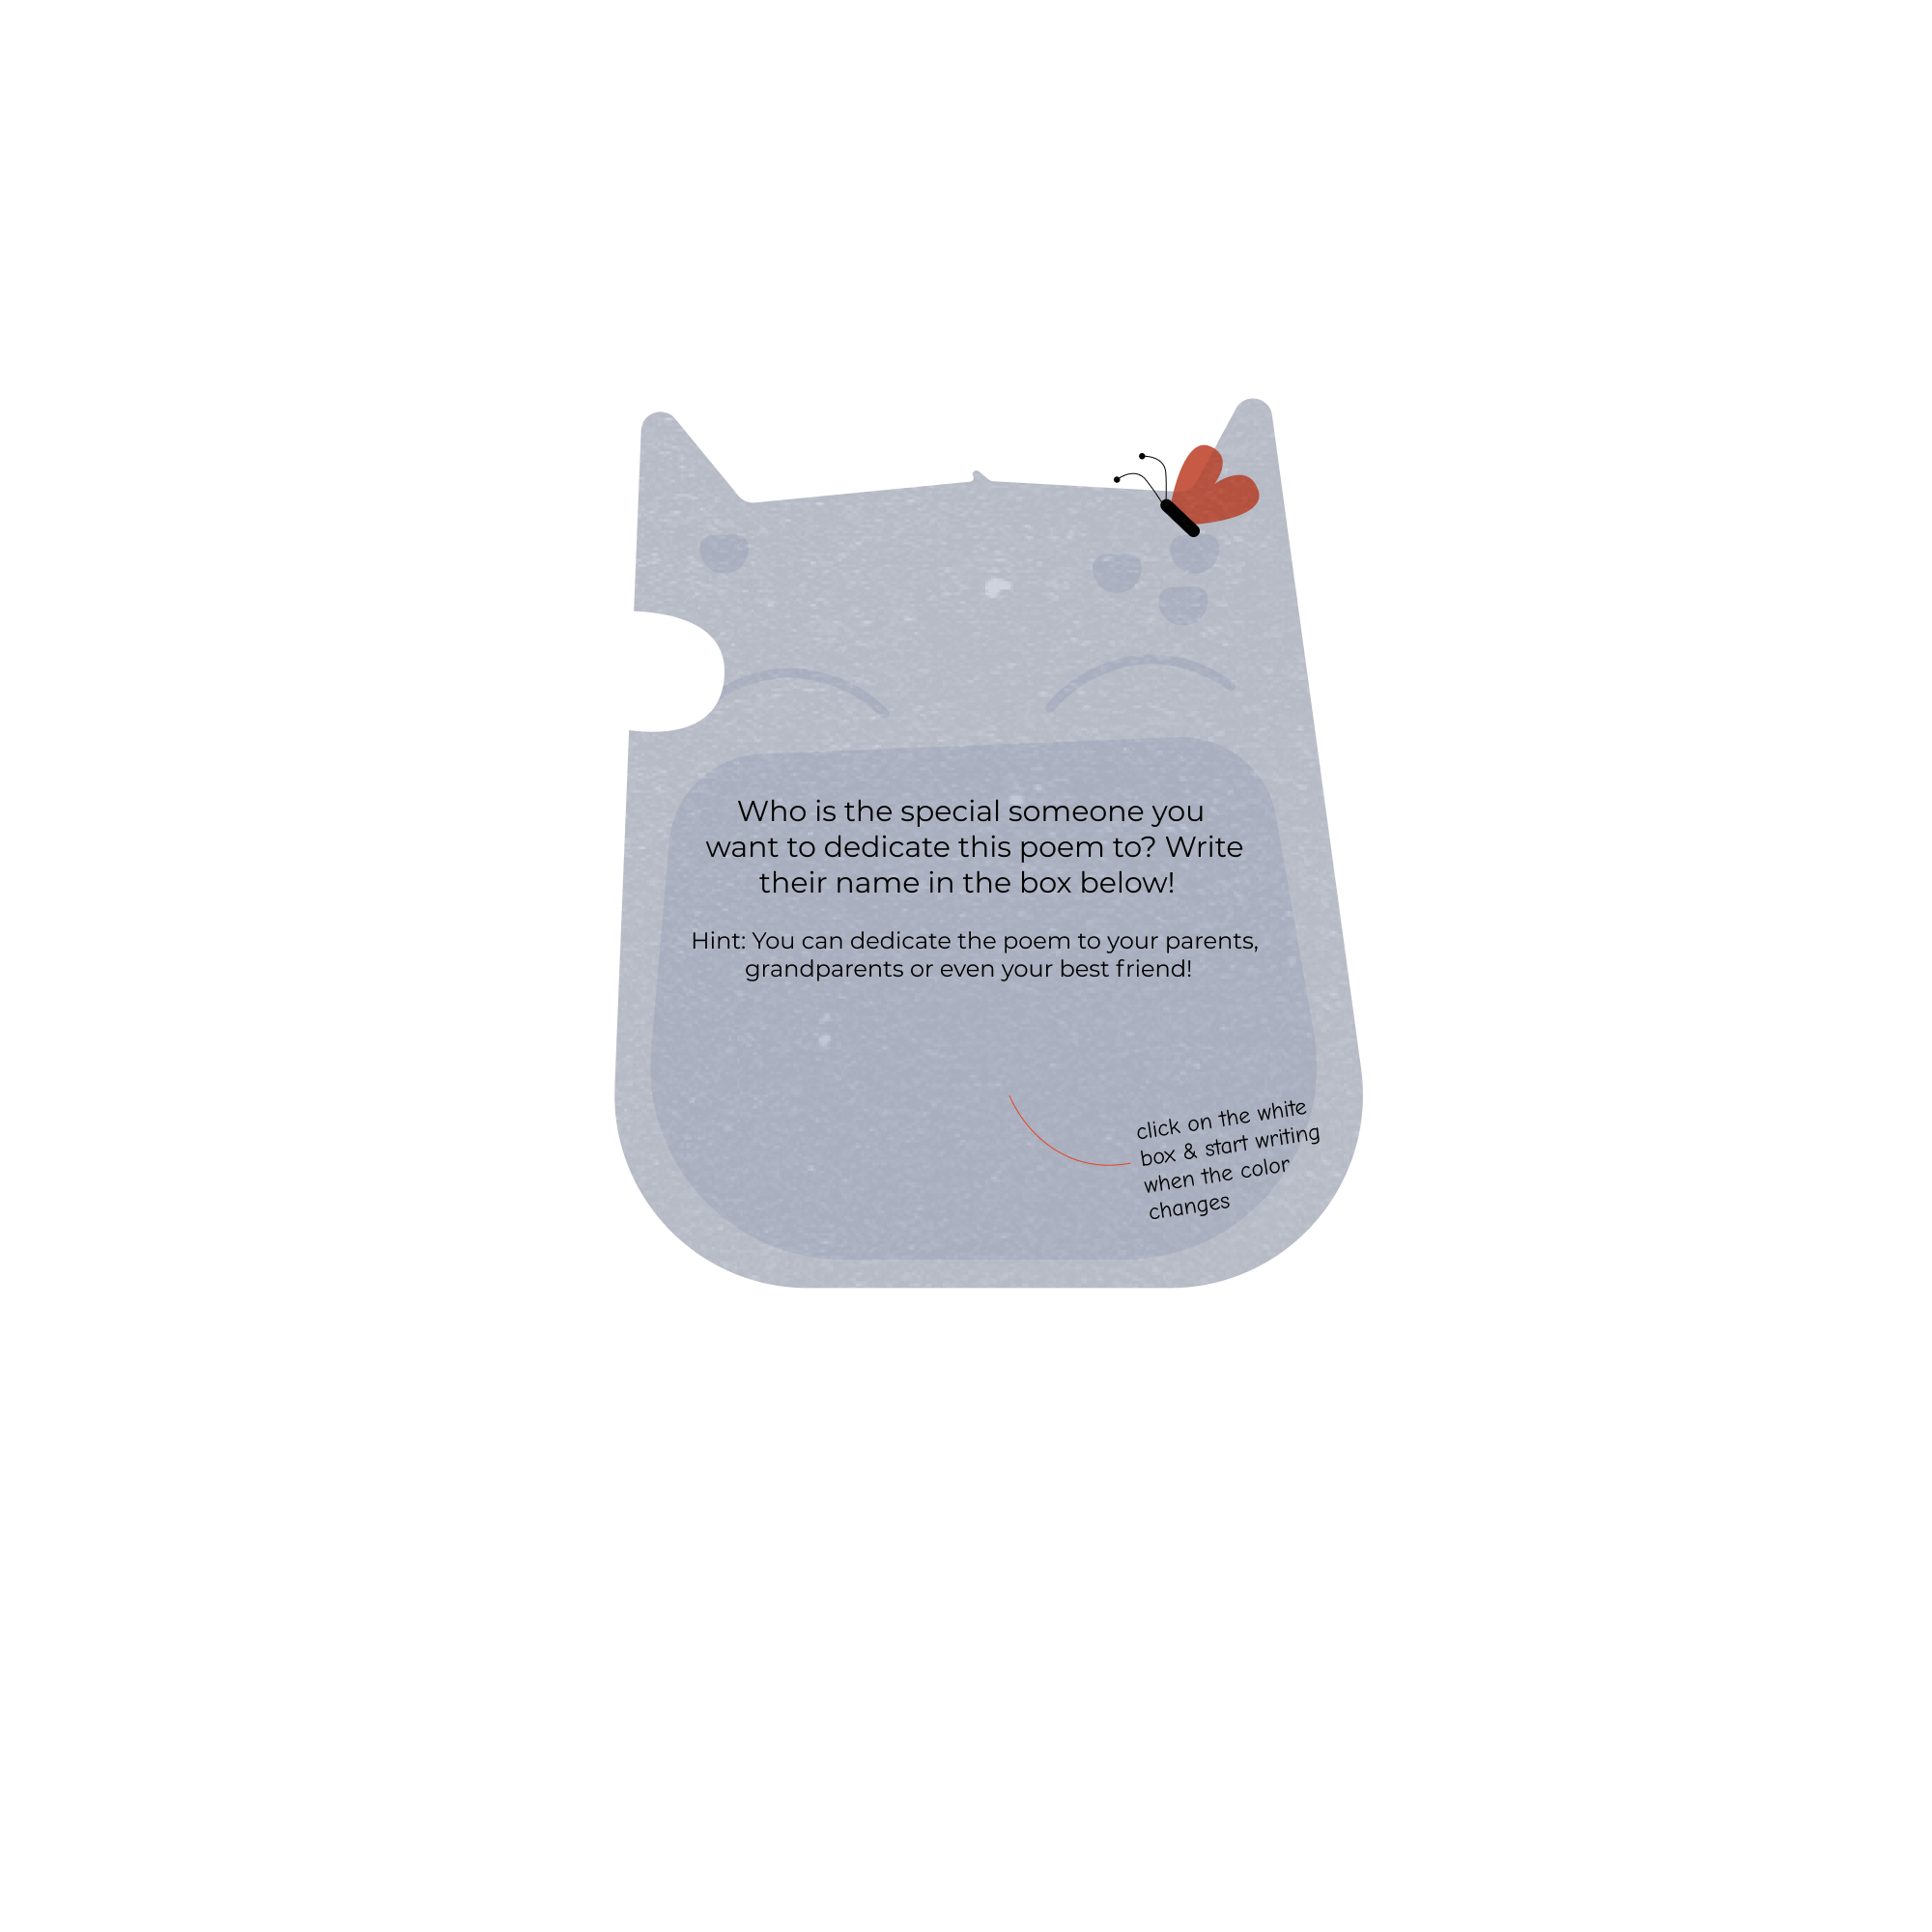 Who is the special someone you
want to dedicate this poem to? Write
their name in the box below!
Hint: You can dedicate the poem to your parents,
grandparents or even your best friend!
click on the white
box & start writing
when the color
changes